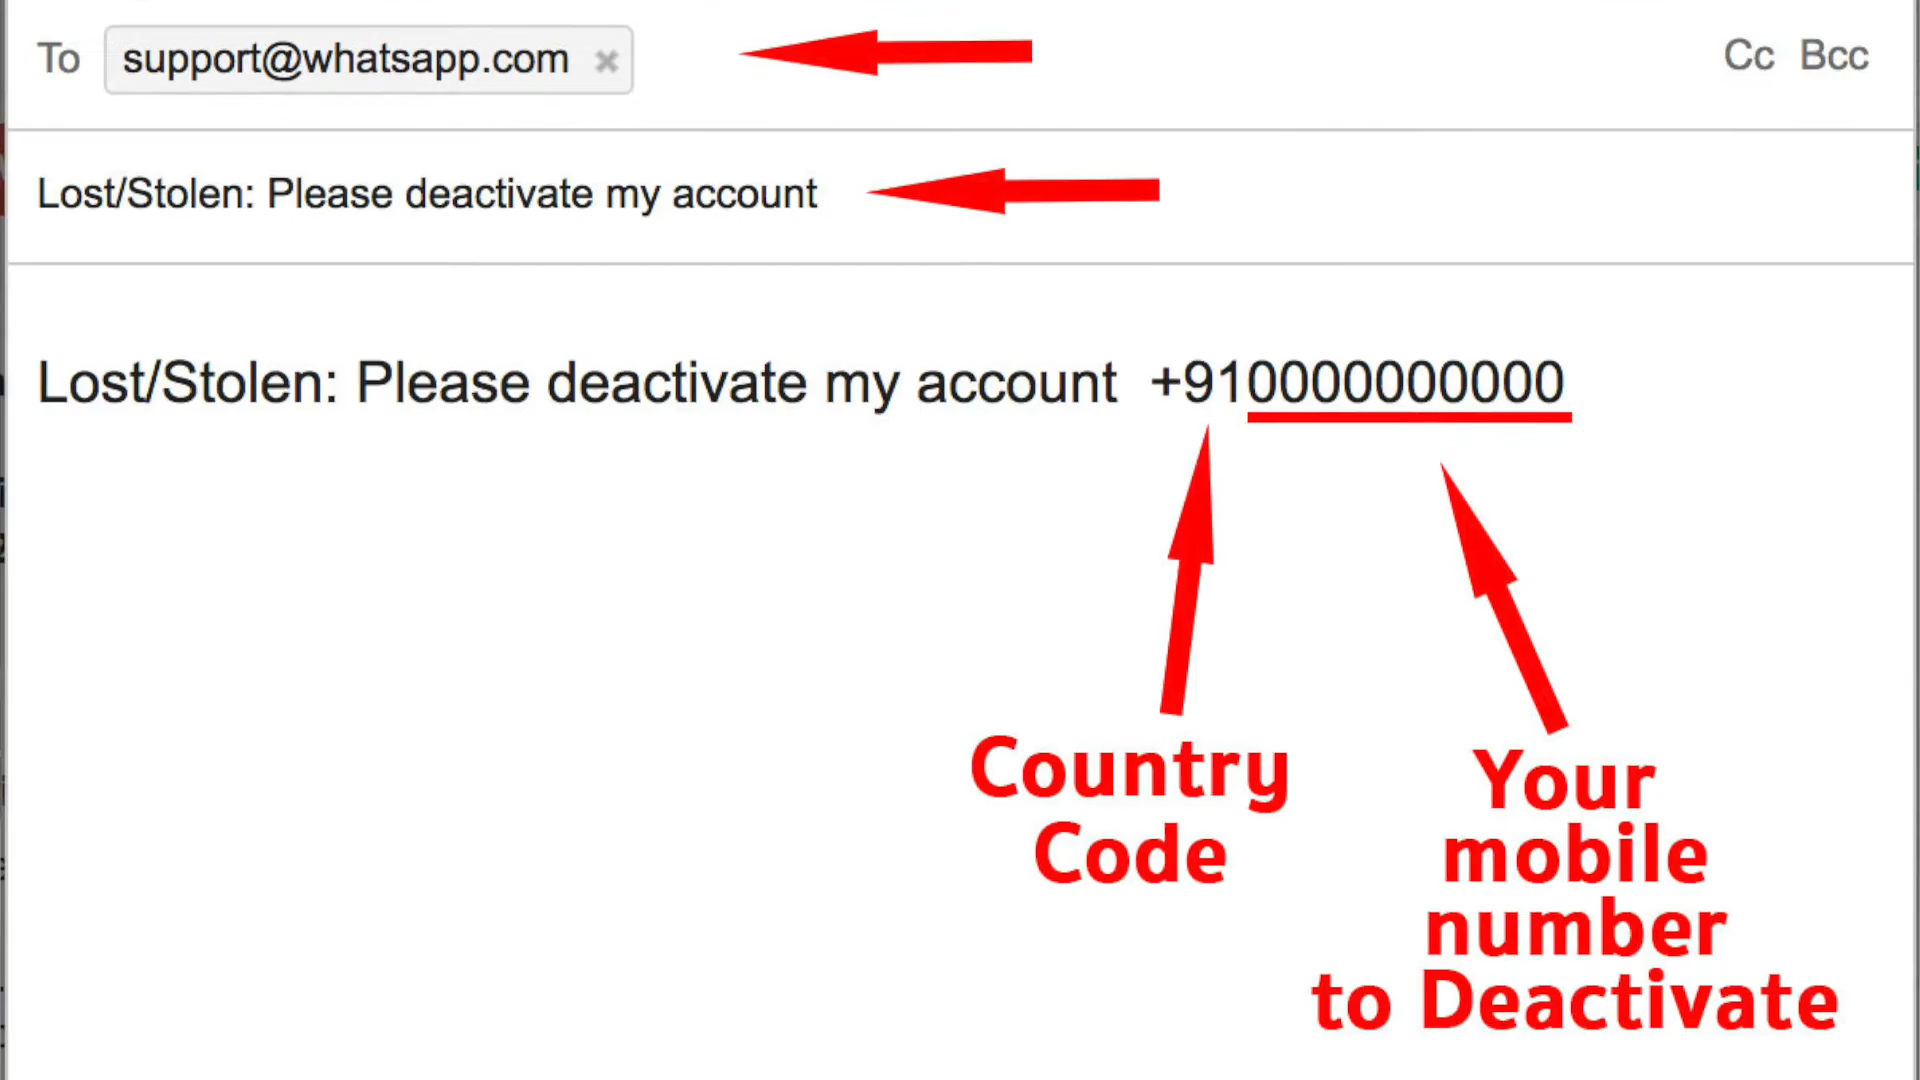 To support@whatsapp.com × Cc Bcc
Lost/Stolen: Please deactivate my account
Lost/Stolen: Please deactivate my account +910000000000
Country
Code
Your
mobile
number
to Deactivate